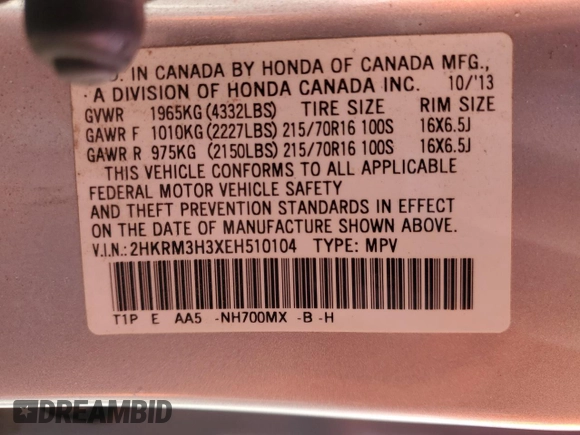 D. IN CANADA BY HONDA OF CANADA MFG.,
A DIVISION OF HONDA CANADA INC. 10/'13
GVWR 1965KG (4332LBS) TIRE SIZE RIM SIZE
GAWR F 1010KG (2227LBS) 215/70R16 100S 16X6.5J
GAWR R 975KG (2150LBS) 215/70R16 100S 16X6.5J
THIS VEHICLE CONFORMS TO ALL APPLICABLE
FEDERAL MOTOR VEHICLE SAFETY
AND THEFT PREVENTION STANDARDS IN EFFECT
ON THE DATE OF MANUFACTURE SHOWN ABOVE.
V.I.N.: 2HKRM3H3XEH510104 TYPE: MPV
T1P E AA5 -NH700MX -B -H
DREAMBID